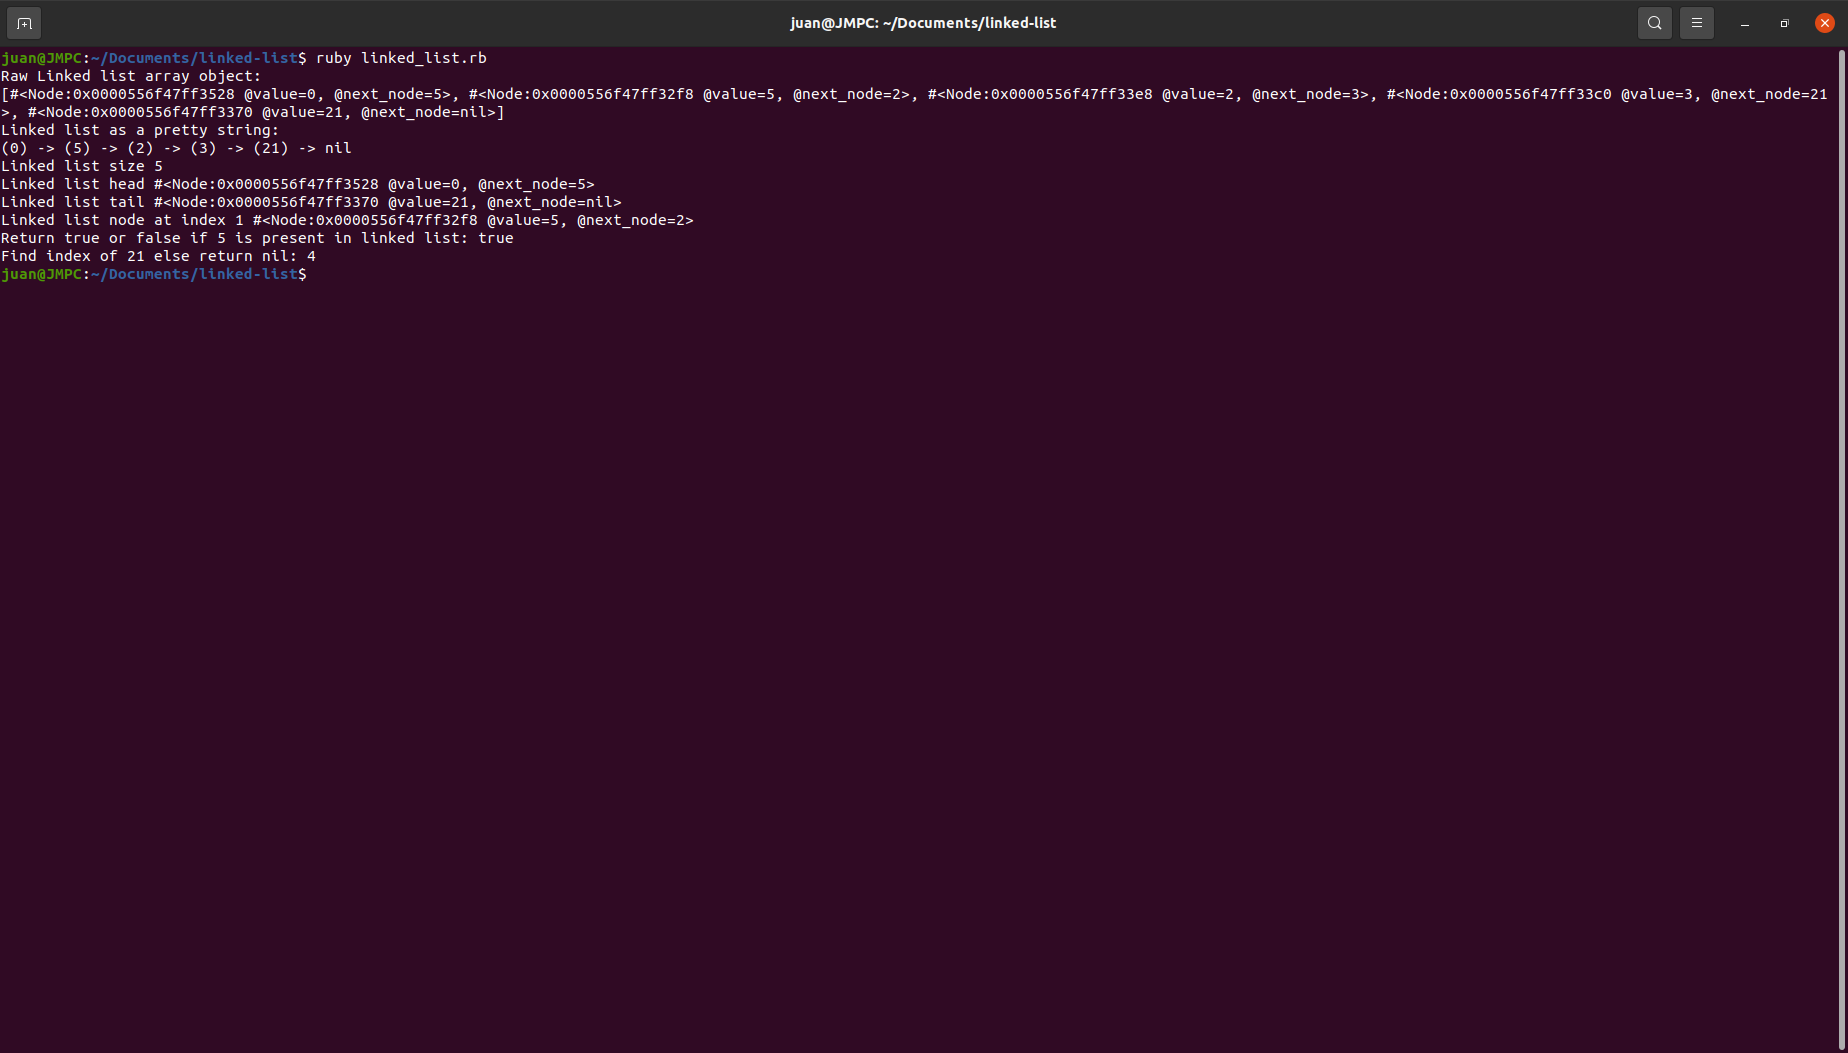 juan@JMPC: ~/Documents/linked-list
juan@JMPC:~/Documents/linked-list$ ruby linked_list.rb
Raw Linked list array object:
[#<Node:0x0000556f47ff3528 @value=0, @next_node=5>, #<Node:0x0000556f47ff32f8 @value=5, @next_node=2>, #<Node:0x0000556f47ff33e8 @value=2, @next_node=3>, #<Node:0x0000556f47ff33c0 @value=3, @next_node=21
>, #<Node:0x0000556f47ff3370 @value=21, @next_node=nil>]
Linked list as a pretty string:
(0) -> (5) -> (2) -> (3) -> (21) -> nil
Linked list size 5
Linked list head #<Node:0x0000556f47ff3528 @value=0, @next_node=5>
Linked list tail #<Node:0x0000556f47ff3370 @value=21, @next_node=nil>
Linked list node at index 1 #<Node:0x0000556f47ff32f8 @value=5, @next_node=2>
Return true or false if 5 is present in linked list: true
Find index of 21 else return nil: 4
juan@JMPC:~/Documents/linked-list$